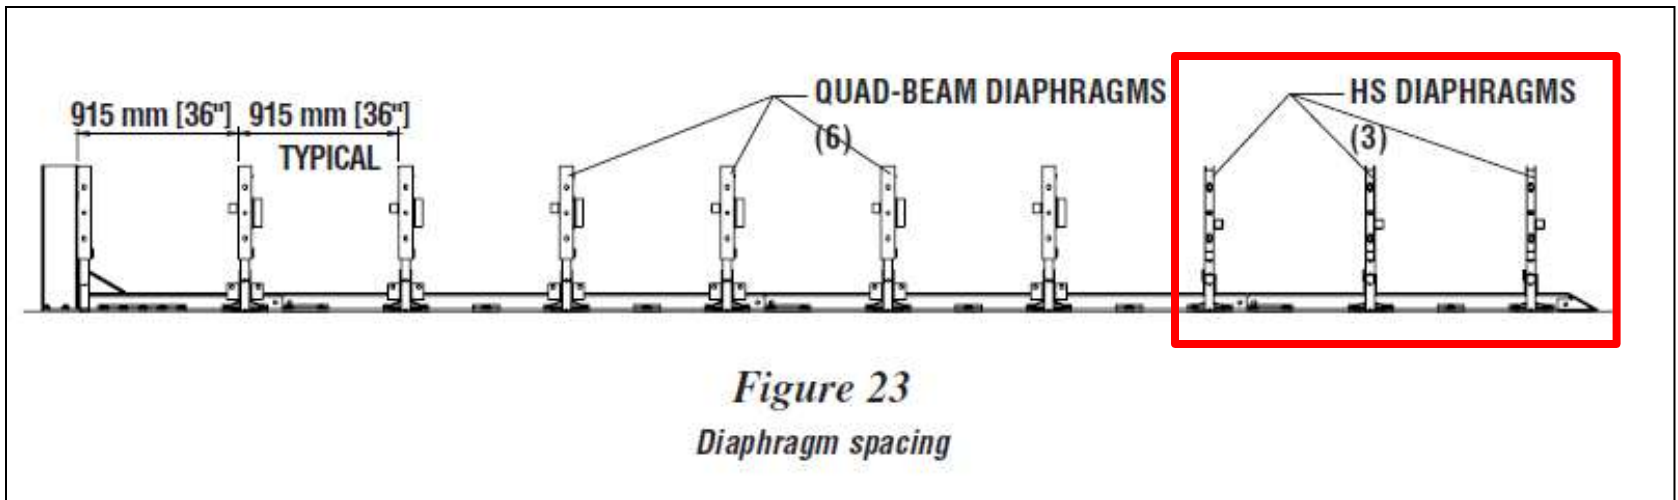 915 mm [36"] 915 mm [36"]
TYPICAL
QUAD-BEAM DIAPHRAGMS
(6)
HS DIAPHRAGMS
(3)
Figure 23
Diaphragm spacing